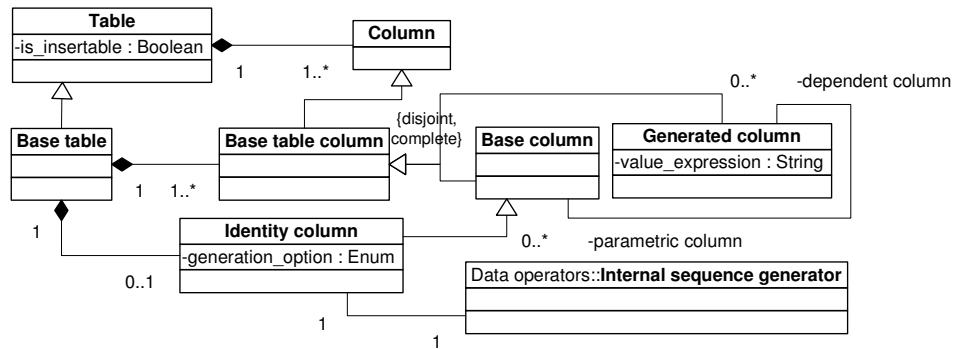 Table
-is_insertable : Boolean
Column
1
1..*
0..*
-dependent column
{disjoint,
complete}
Base table
Base table column
Base column
Generated column
-value_expression : String
1
1..*
1
Identity column
-generation_option : Enum
0..*
-parametric column
0..1
Data operators::Internal sequence generator
1
1